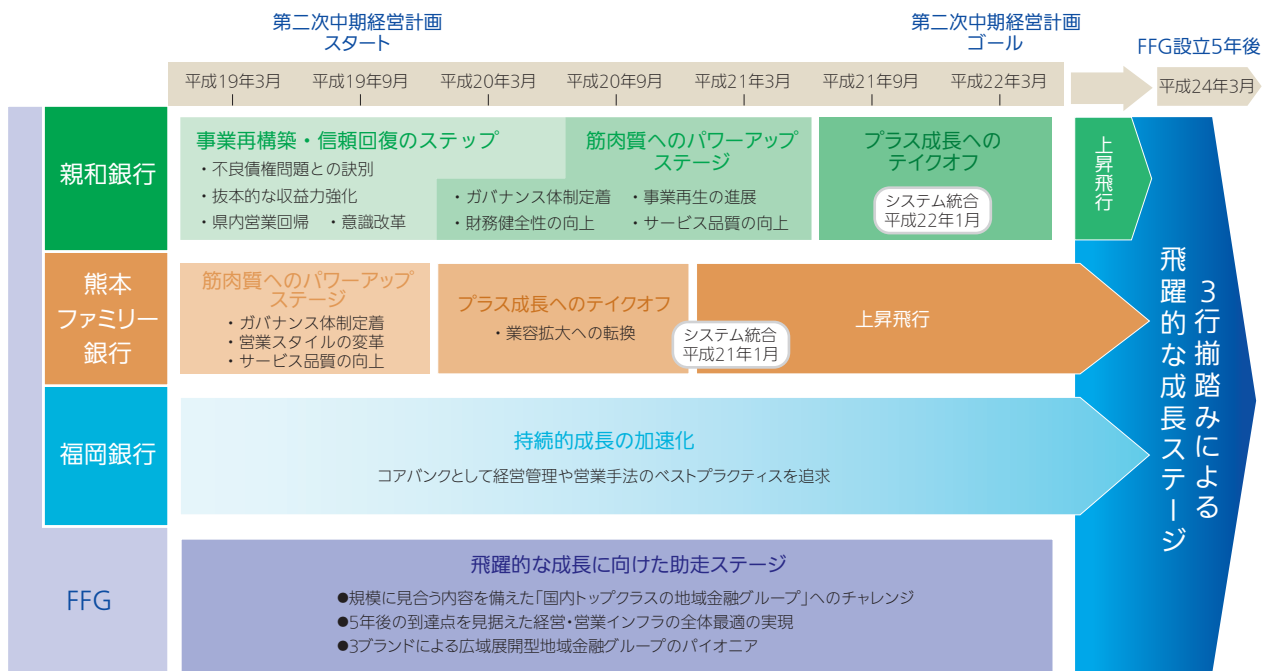 第二次中期経営計画
スタート
第二次中期経営計画
ゴール
FFG設立5年後
平成19年3月
平成19年9月
平成20年3月
平成20年9月
平成21年3月
平成21年9月
平成22年3月
平成24年3月
親和銀行
事業再構築・信頼回復のステップ
・不良債権問題との訣別
・抜本的な収益力強化
・県内営業回帰 ・意識改革
筋肉質へのパワーアップ
ステージ
・ガバナンス体制定着 ・事業再生の進展
・財務健全性の向上 ・サービス品質の向上
プラス成長への
テイクオフ
システム統合
平成22年1月
上昇飛行
熊本
ファミリー
銀行
筋肉質へのパワーアップ
ステージ
・ガバナンス体制定着
・営業スタイルの変革
・サービス品質の向上
プラス成長へのテイクオフ
・業容拡大への転換
システム統合
平成21年1月
上昇飛行
福岡銀行
持続的成長の加速化
コアバンクとして経営管理や営業手法のベストプラクティスを追求
3行揃踏みによる
飛躍的な成長ステージ
FFG
飛躍的な成長に向けた助走ステージ
●規模に見合う内容を備えた「国内トップクラスの地域金融グループ」へのチャレンジ
●5年後の到達点を見据えた経営・営業インフラの全体最適の実現
●3ブランドによる広域展開型地域金融グループのパイオニア